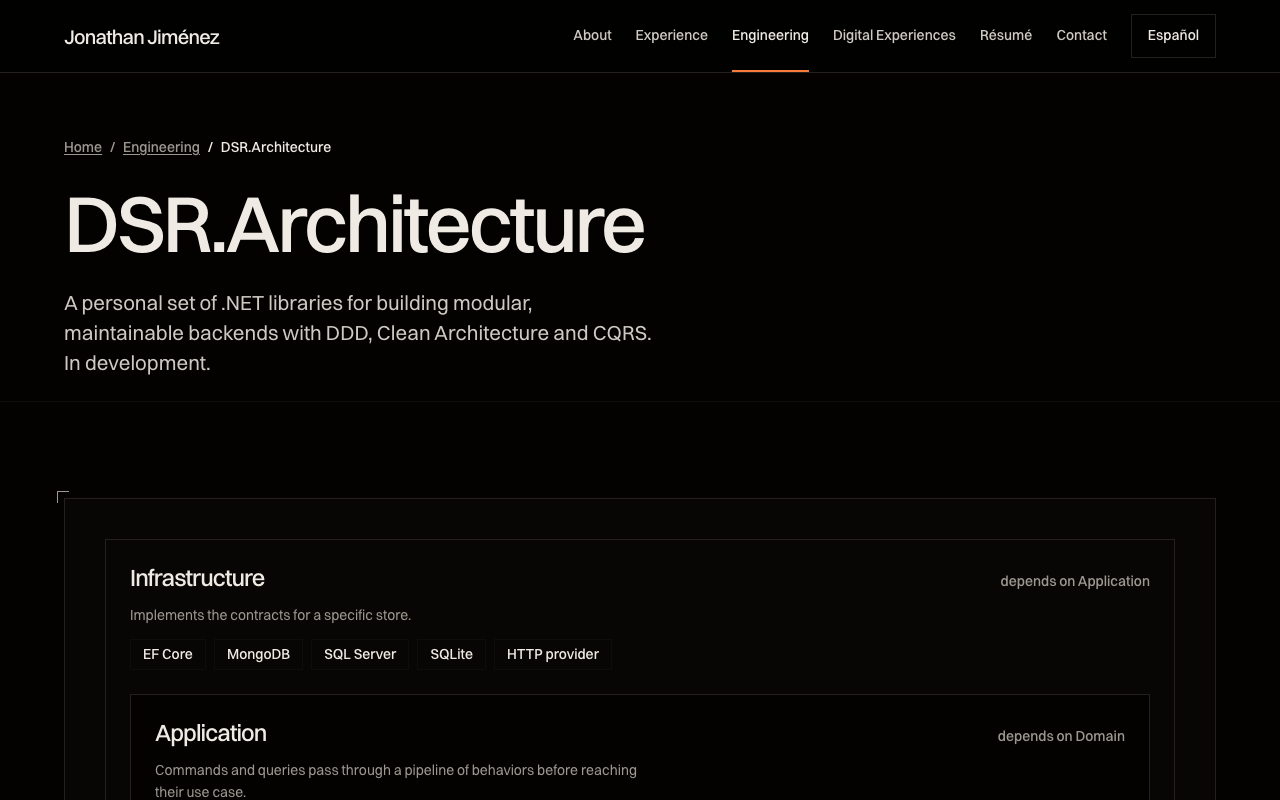 Jonathan Jiménez
About
Experience
Engineering
Digital Experiences
Résumé
Contact
Español
Home / Engineering / DSR.Architecture
DSR.Architecture
A personal set of .NET libraries for building modular,
maintainable backends with DDD, Clean Architecture and CQRS.
In development.
Infrastructure
depends on Application
Implements the contracts for a specific store.
EF Core
MongoDB
SQL Server
SQLite
HTTP provider
Application
depends on Domain
Commands and queries pass through a pipeline of behaviors before reaching
their use case.